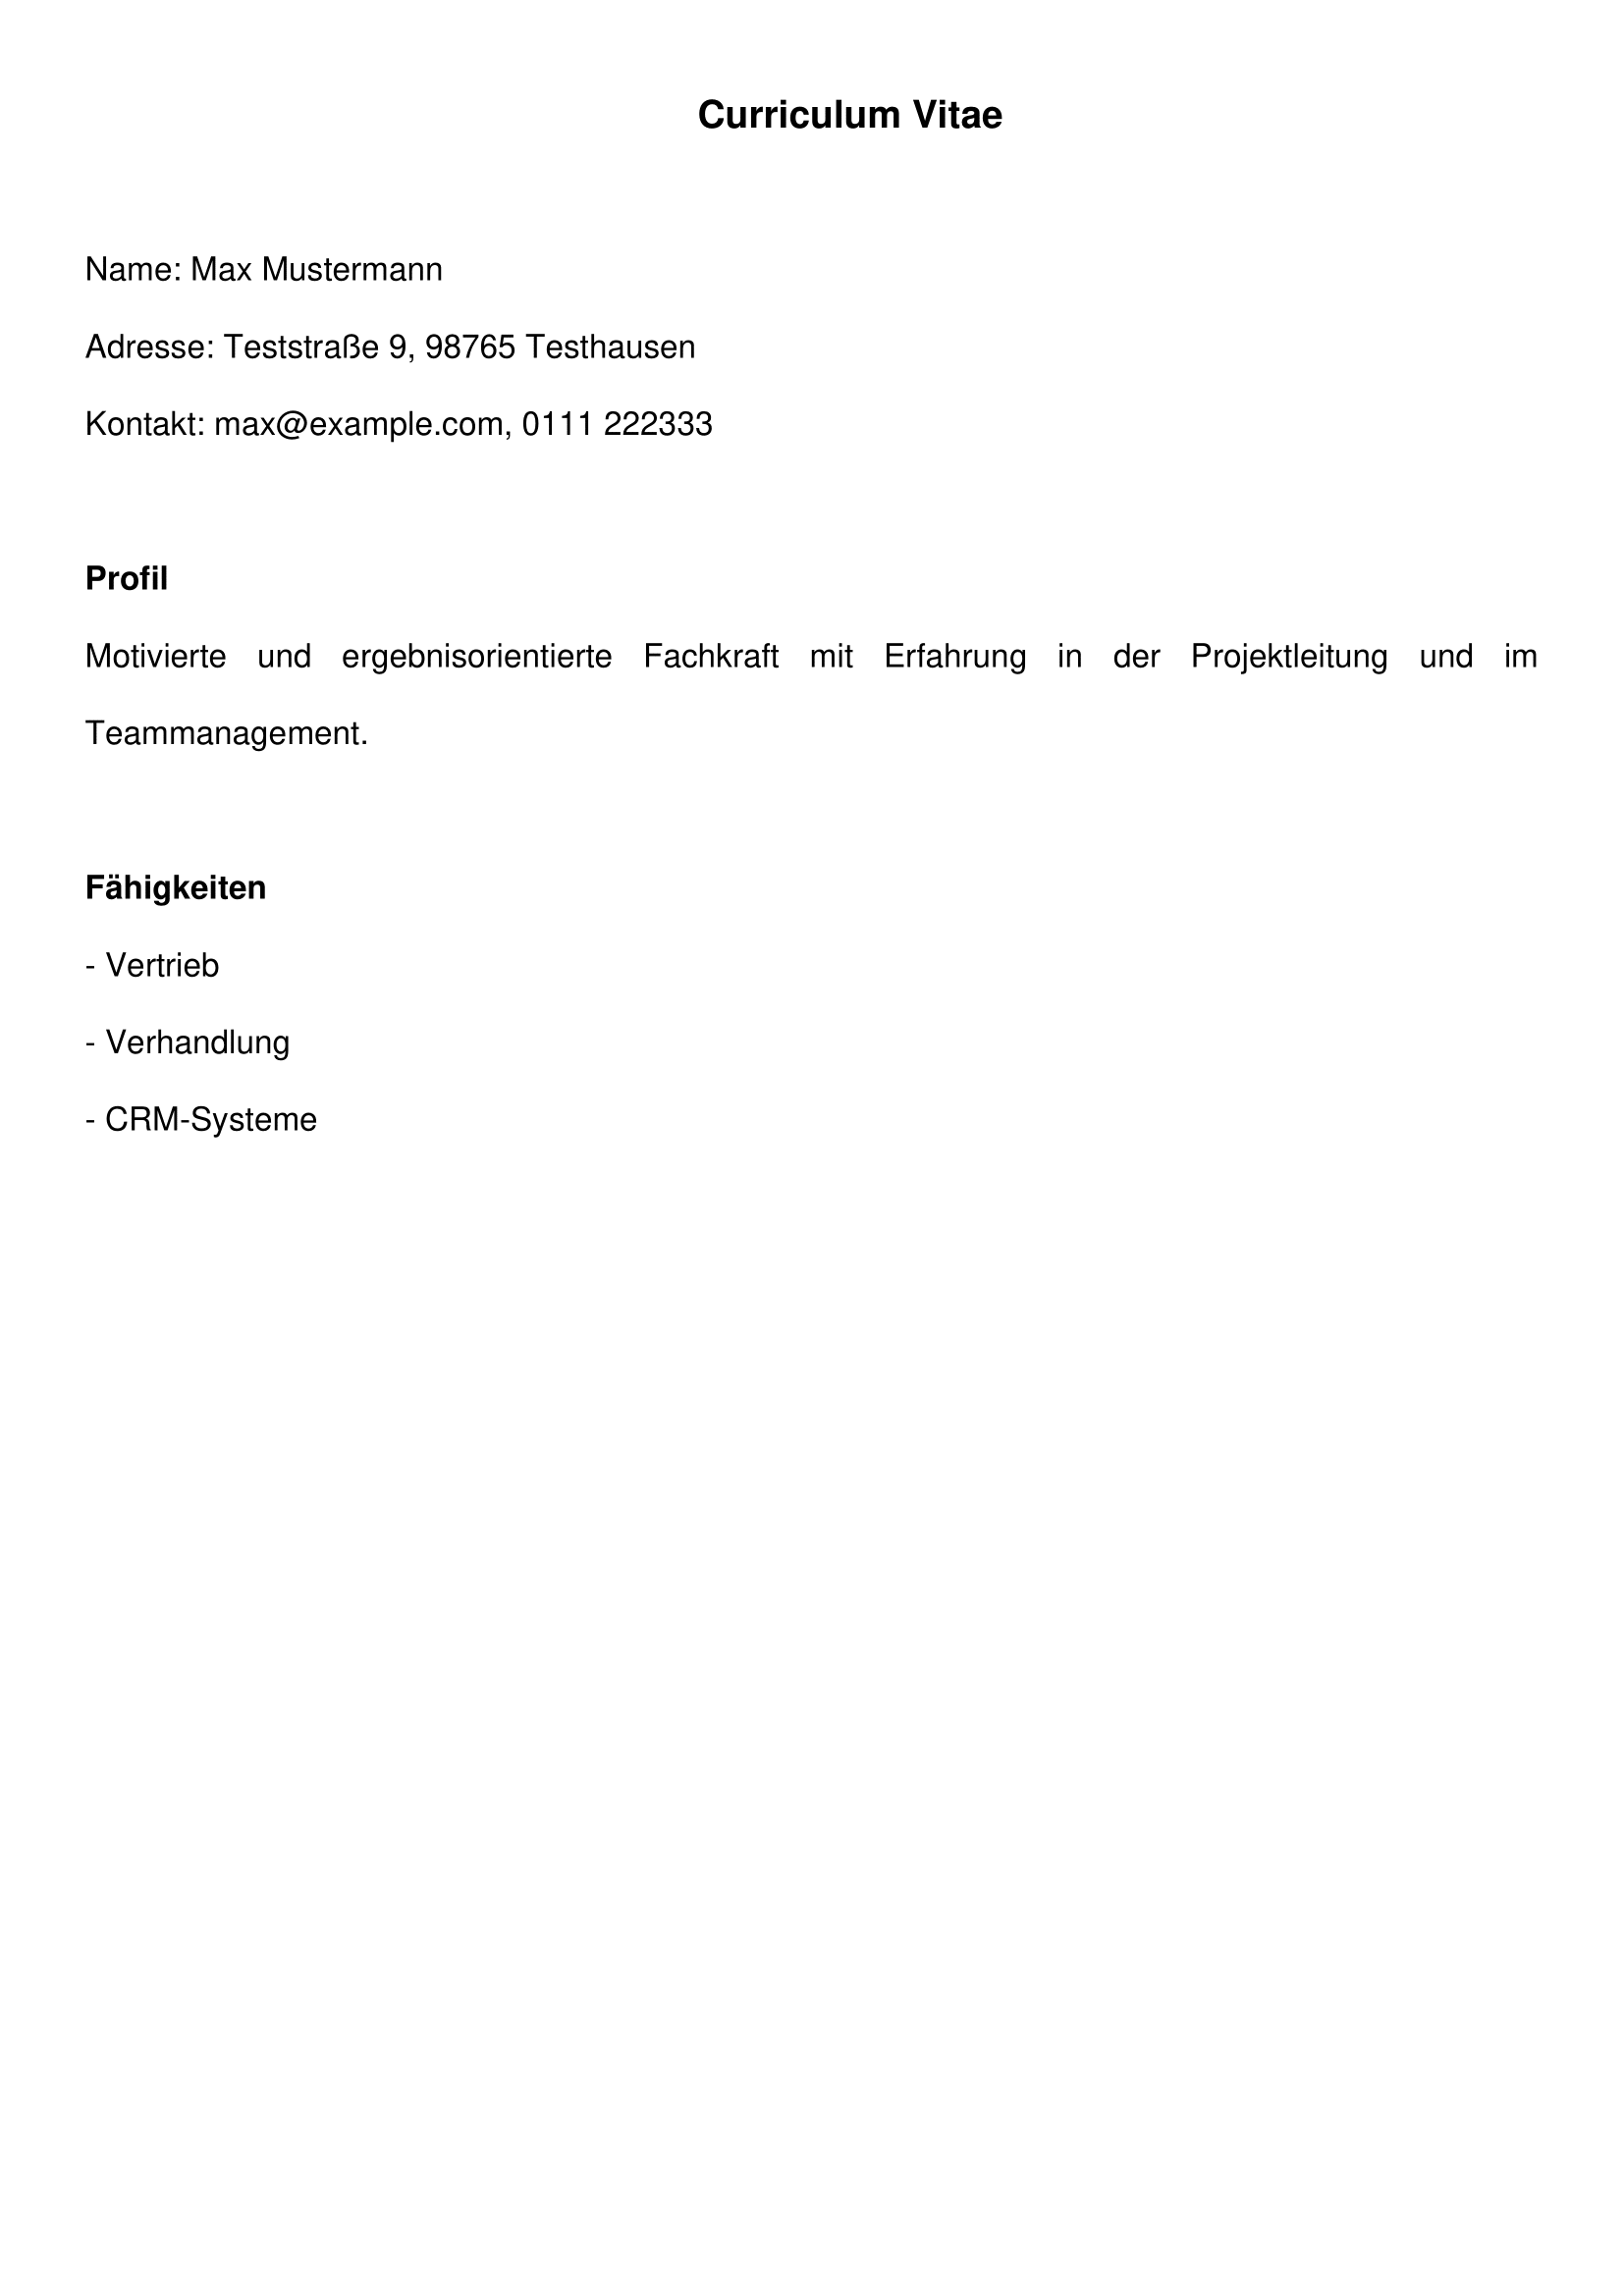 Curriculum Vitae
Name: Max Mustermann
Adresse: Teststraße 9, 98765 Testhausen
Kontakt: max@example.com, 0111 222333
Profil
Motivierte und ergebnisorientierte Fachkraft mit Erfahrung in der Projektleitung und im
Teammanagement.
Fähigkeiten
- Vertrieb
- Verhandlung
- CRM-Systeme